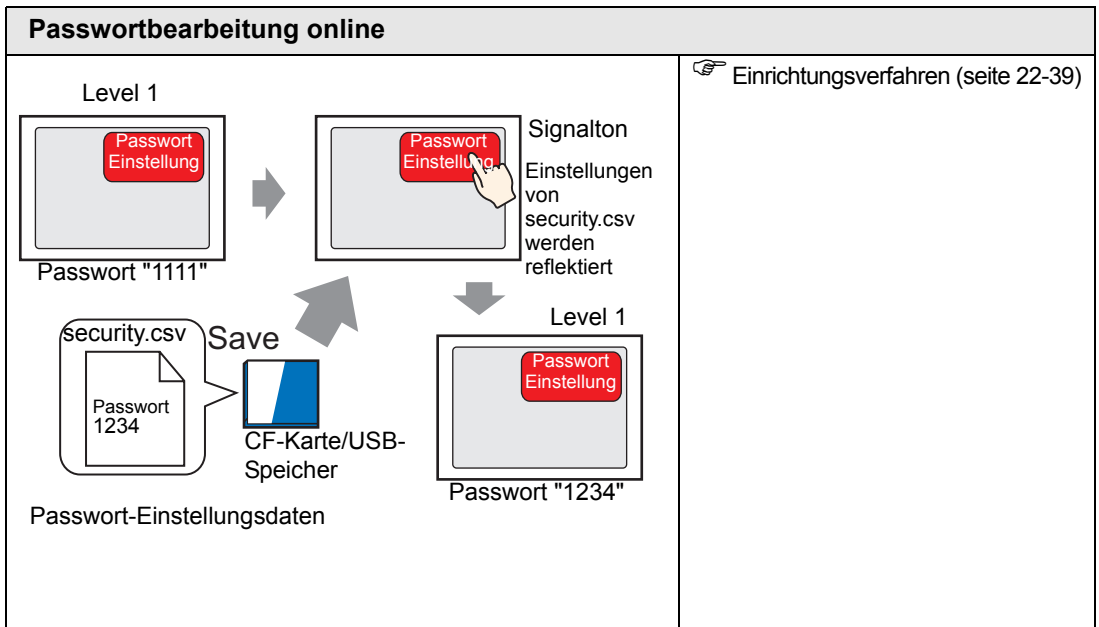 Passwortbearbeitung online
Level 1
Passwort
Einstellung
Passwort "1111"
Passwort
Einstellung
Signalton
Einstellungen
von
security.csv
werden
reflektiert
security.csv
Passwort
1234
Save
CF-Karte/USB-
Speicher
Passwort-Einstellungsdaten
Level 1
Passwort
Einstellung
Passwort "1234"
☞ Einrichtungsverfahren (seite 22-39)